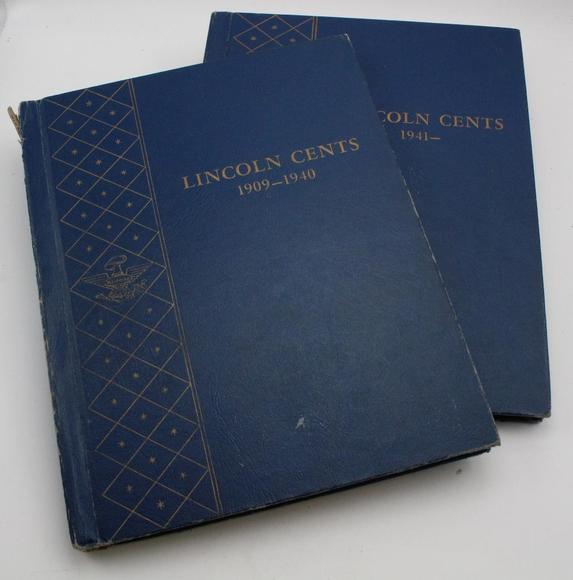 LINCOLN CENTS
1909–1940
COLN CENTS
1941–